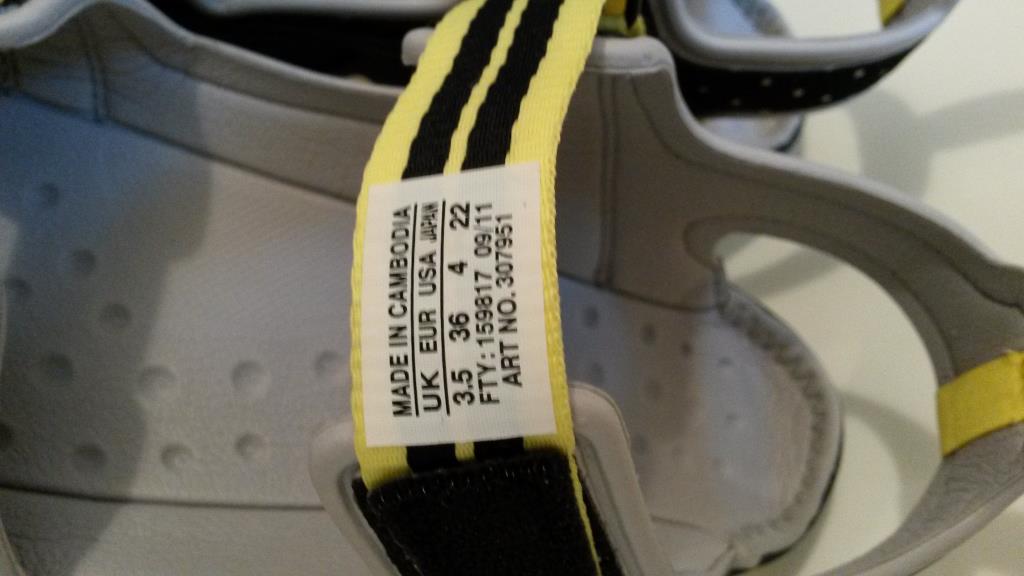 MADE IN CAMBODIA
UK EUR USA JAPAN
3.5 36 4 22
FTY: 159817 09/11
ART NO. 307951